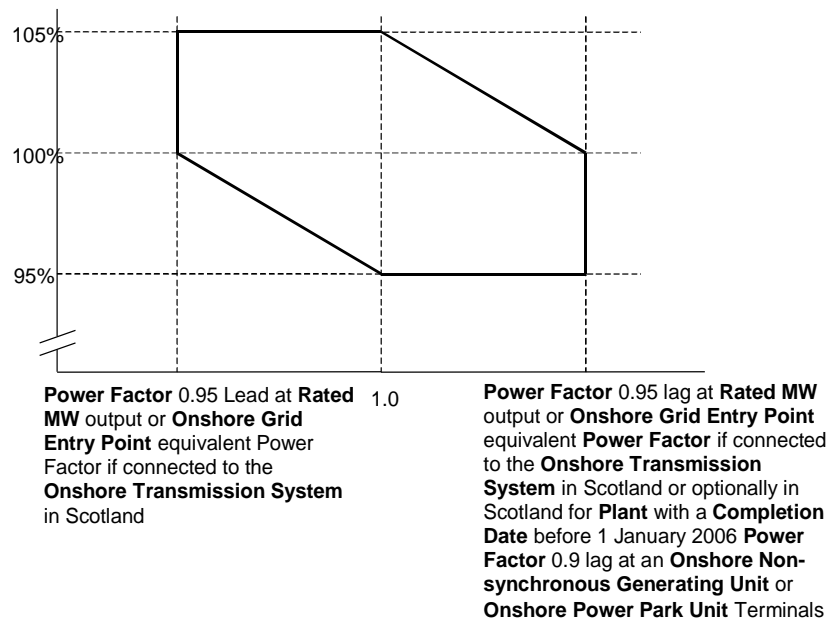 105%
100%
95%
Power Factor 0.95 Lead at Rated
MW output or Onshore Grid
Entry Point equivalent Power
Factor if connected to the
Onshore Transmission System
in Scotland
1.0
Power Factor 0.95 lag at Rated MW
output or Onshore Grid Entry Point
equivalent Power Factor if connected
to the Onshore Transmission
System in Scotland or optionally in
Scotland for Plant with a Completion
Date before 1 January 2006 Power
Factor 0.9 lag at an Onshore Non-
synchronous Generating Unit or
Onshore Power Park Unit Terminals